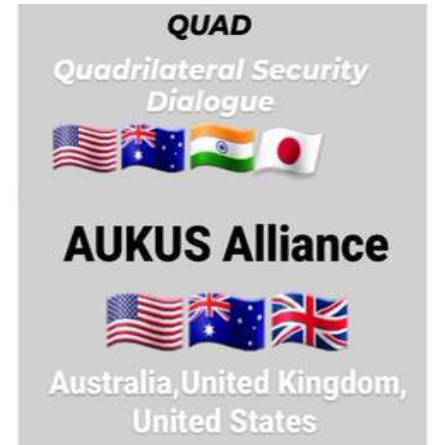 QUAD
Quadrilateral Security
Dialogue
AUKUS Alliance
Australia,United Kingdom,
United States